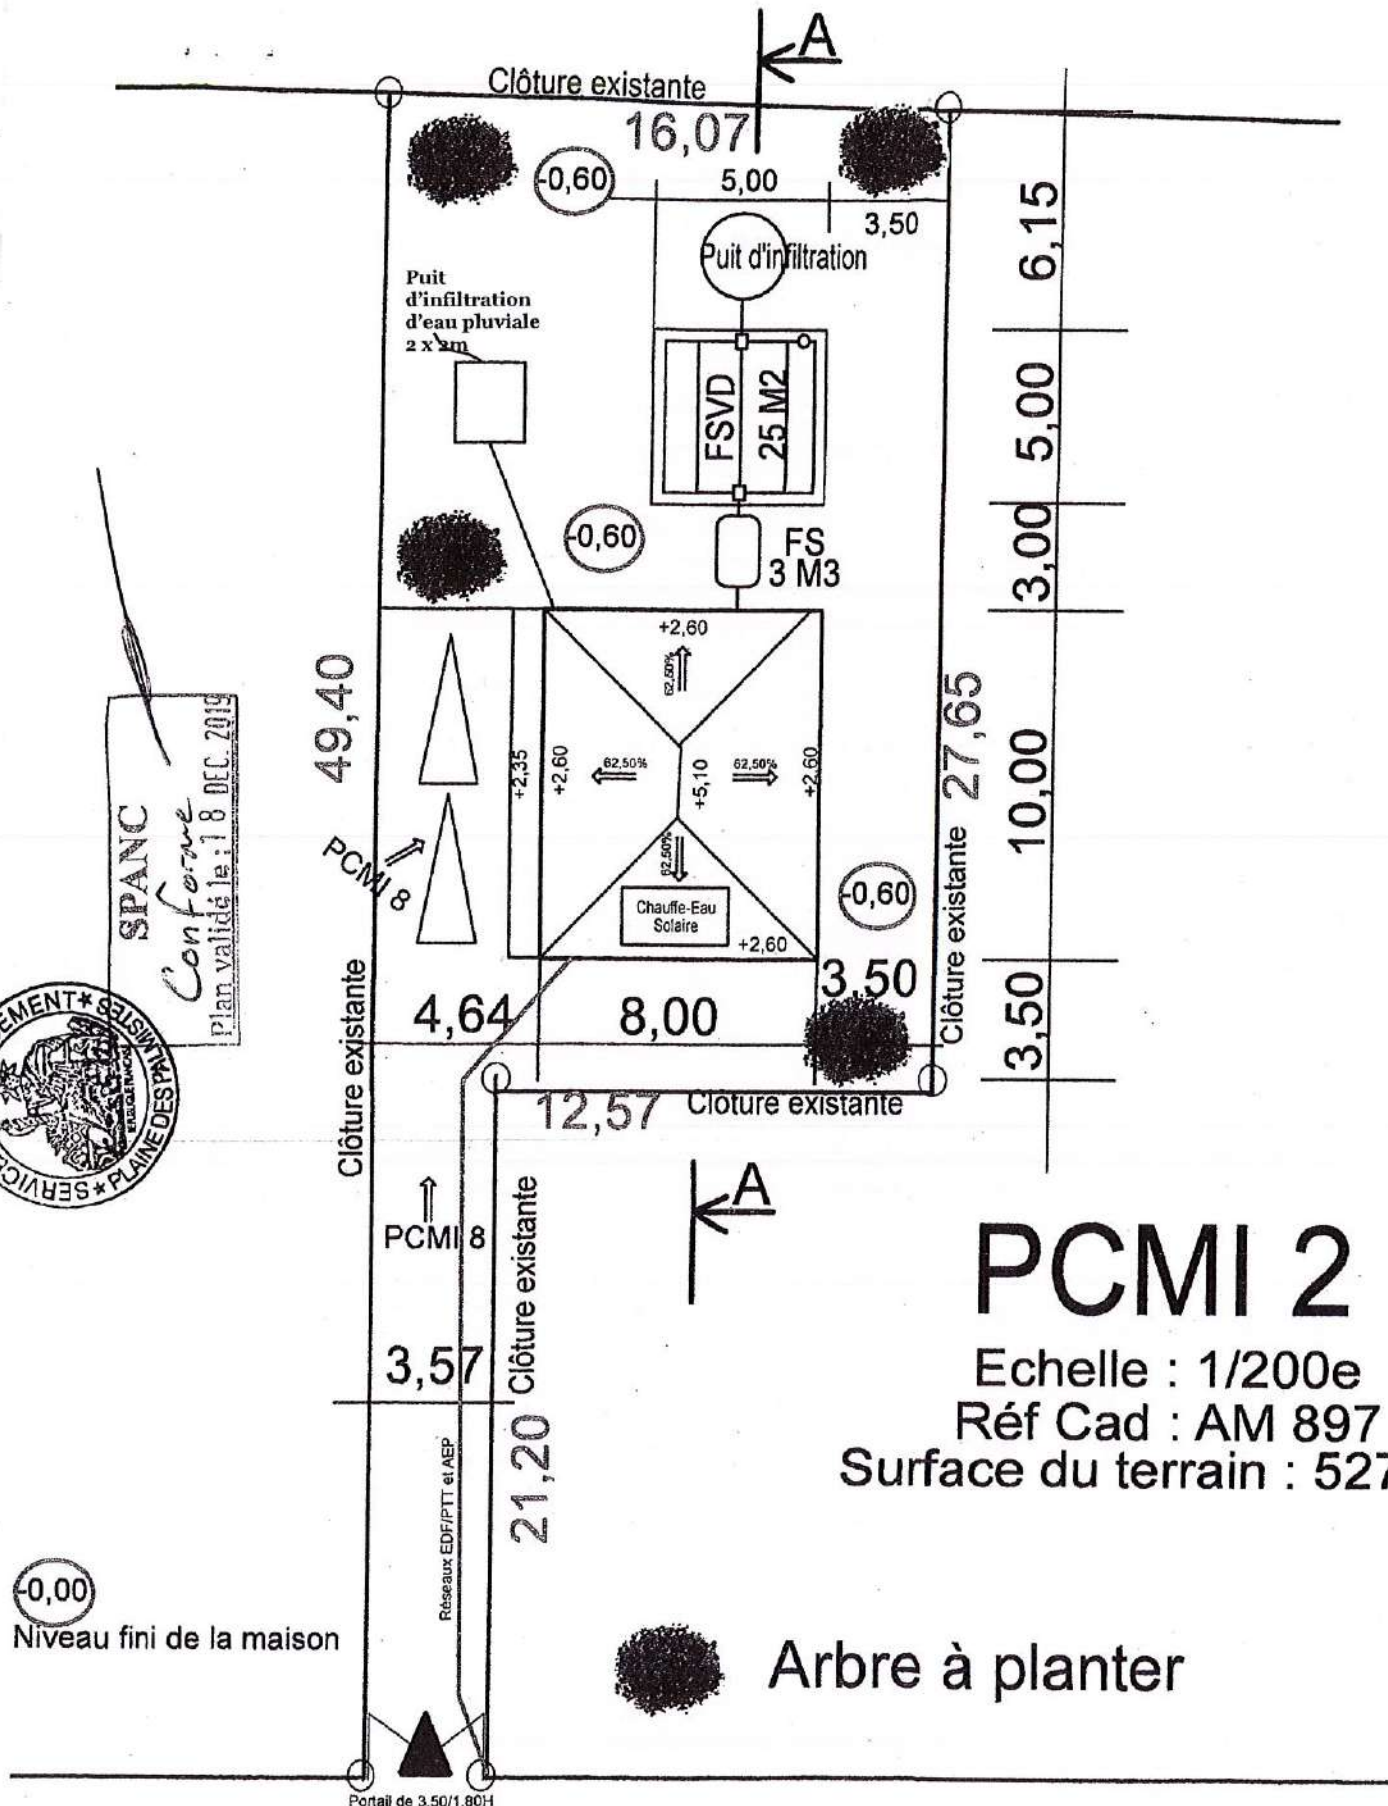 A
Clôture existante
16,07
-0,60
5,00
3,50
6,15
Puit d'infiltration
Puit
d'infiltration
d'eau pluviale
2 x 2m
FSVD
25 M2
5,00
-0,60
FS
3 M3
3,00
+2,60
62,50%
49,40
27,65
+2,35
+2,60
62,50%
+5,10
62,50%
+2,60
10,00
PCMI 8
62,50%
Chauffe-Eau
Solaire
+2,60
-0,60
Clôture existante
SPANC
Conforme
Plan validé le : 18 DEC. 2019
4,64
8,00
3,50
3,50
Clôture existante
12,57
Clôture existante
PLAINE DES PALMISTES
A
PCMI 8
Clôture existante
PCMI 2
3,57
Echelle : 1/200e
Réf Cad : AM 897
Surface du terrain : 527
21,20
Réseaux EDF/PTT et AEP
-0,00
Niveau fini de la maison
Arbre à planter
Portail de 3,50/1,80H